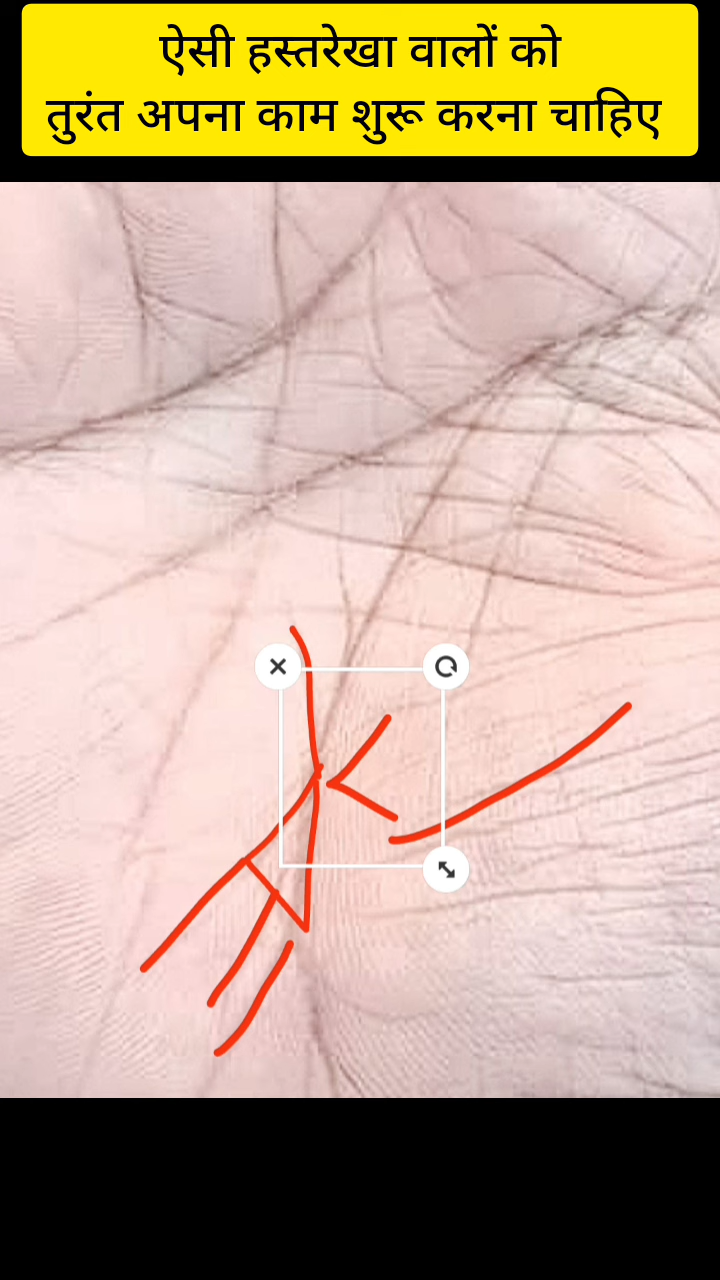 ऐसी हस्तरेखा वालों को
तुरंत अपना काम शुरू करना चाहिए